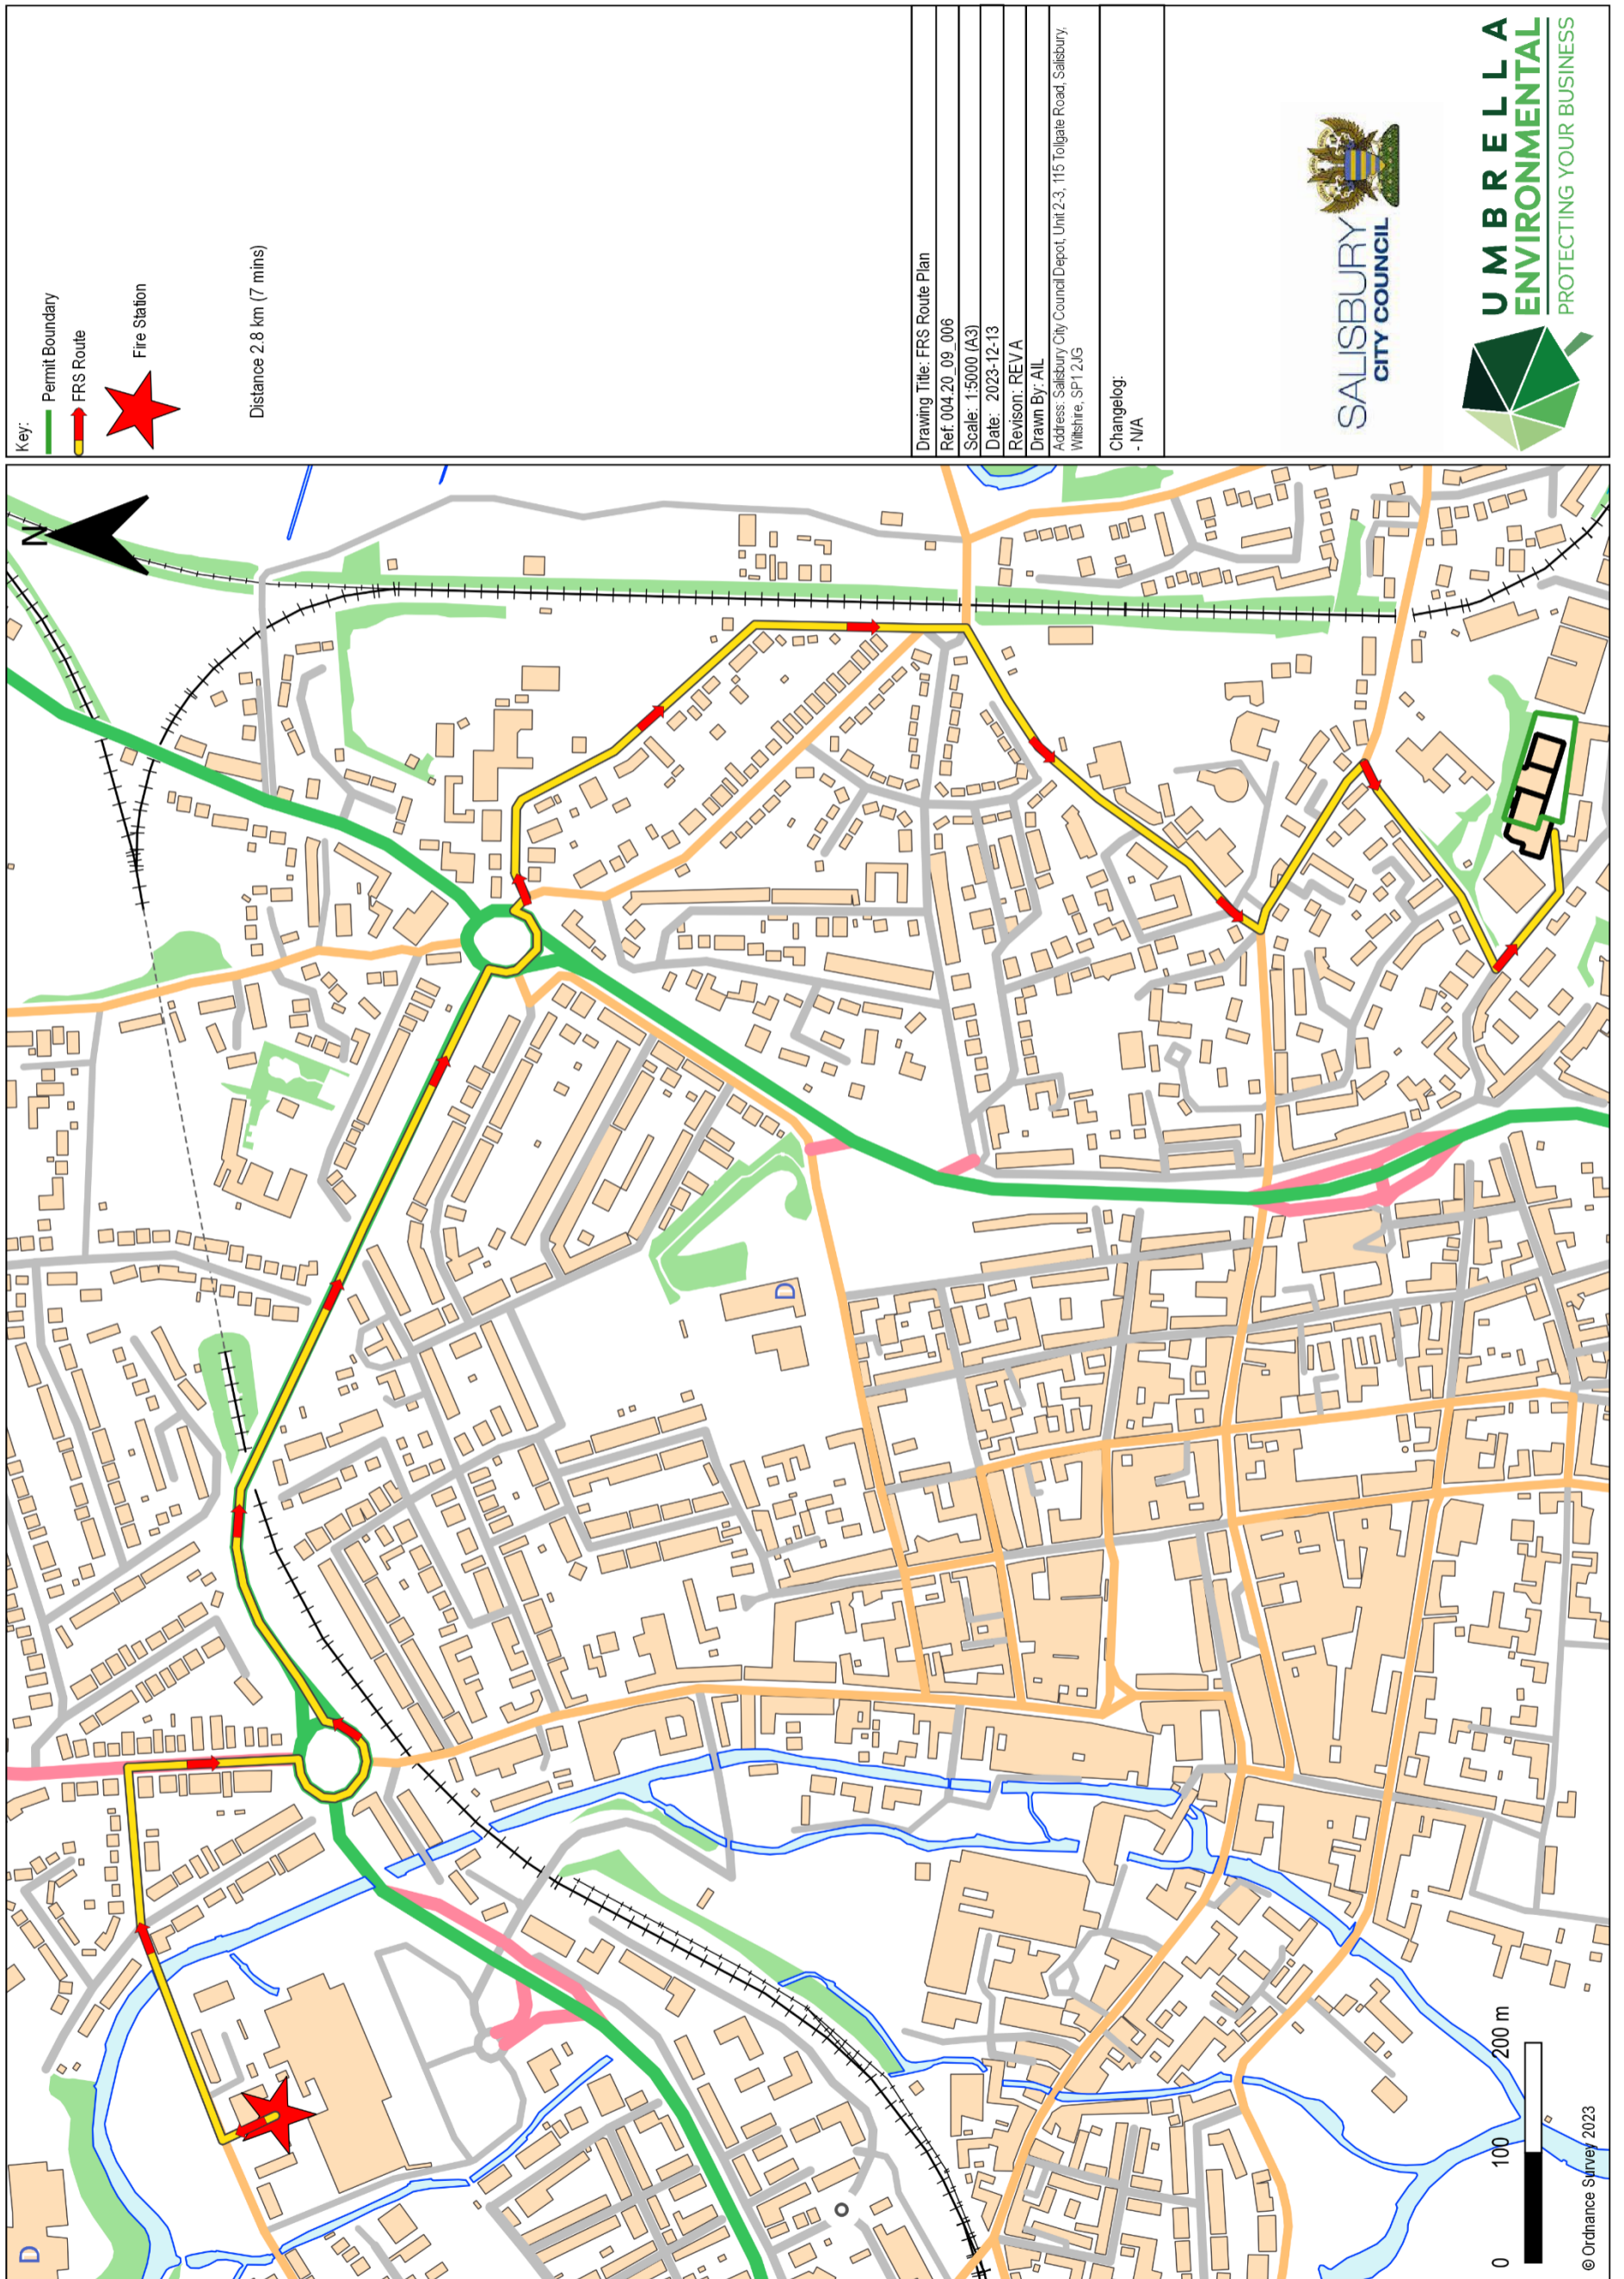 N
D
D
0 100 200 m
© Ordnance Survey 2023
Key:
Permit Boundary
FRS Route
Fire Station
Distance 2.8 km (7 mins)
Drawing Title: FRS Route Plan
Ref: 004.20_09_006
Scale: 1:5000 (A3)
Date: 2023-12-13
Revison: REV A
Drawn By: AIL
Address: Salisbury City Council Depot, Unit 2-3, 115 Tollgate Road, Salisbury,
Wiltshire, SP1 2JG
Changelog:
- N/A
SALISBURY
CITY COUNCIL
UMBRELLA
ENVIRONMENTAL
PROTECTING YOUR BUSINESS